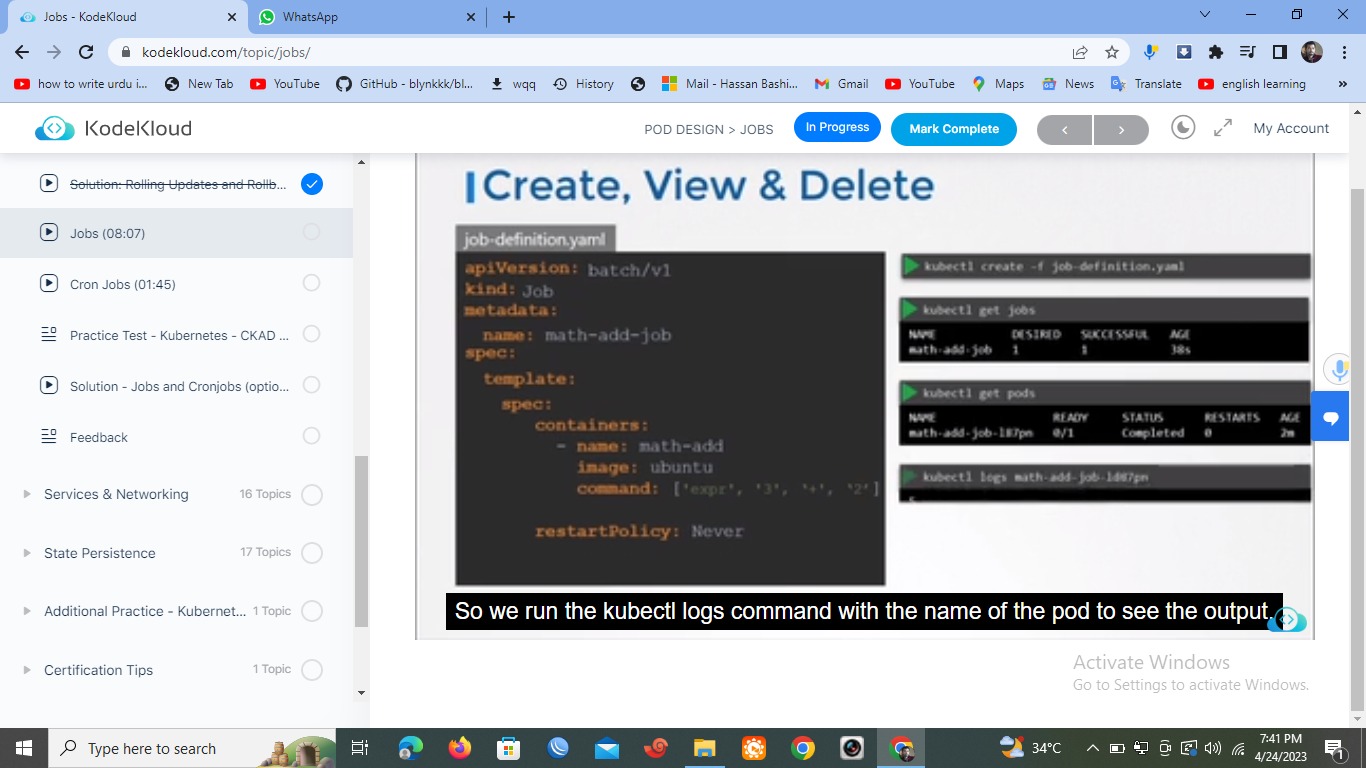 Jobs - KodeKloud
WhatsApp
kodekloud.com/topic/jobs/
how to write urdu i...
New Tab
YouTube
GitHub - blynkkk/bl...
wqq
History
Mail - Hassan Bashi...
Gmail
YouTube
Maps
News
Translate
english learning
»
KodeKloud
POD DESIGN > JOBS
In Progress
Mark Complete
My Account
Solution: Rolling Updates and Rollb...
Jobs (08:07)
Cron Jobs (01:45)
Practice Test - Kubernetes - CKAD ...
Solution - Jobs and Cronjobs (optio...
Feedback
Services & Networking 16 Topics
State Persistence 17 Topics
Additional Practice - Kubernet... 1 Topic
Certification Tips 1 Topic
Create, View & Delete
job-definition.yaml
apiVersion: batch/v1
kind: Job
metadata:
name: math-add-job
spec:
template:
spec:
containers:
- name: math-add
image: ubuntu
command: ['expr', '3', '+', '2']
restartPolicy: Never
kubectl create -f job-definition.yaml
kubectl get jobs
NAME DESIRED SUCCESSFUL AGE
math-add-job 1 1 38s
kubectl get pods
NAME READY STATUS RESTARTS AGE
math-add-job-l87pn 0/1 Completed 0 2m
kubectl logs math-add-job-ld87pn
So we run the kubectl logs command with the name of the pod to see the output.
Activate Windows
Go to Settings to activate Windows.
Type here to search
34°C
7:41 PM
4/24/2023
1